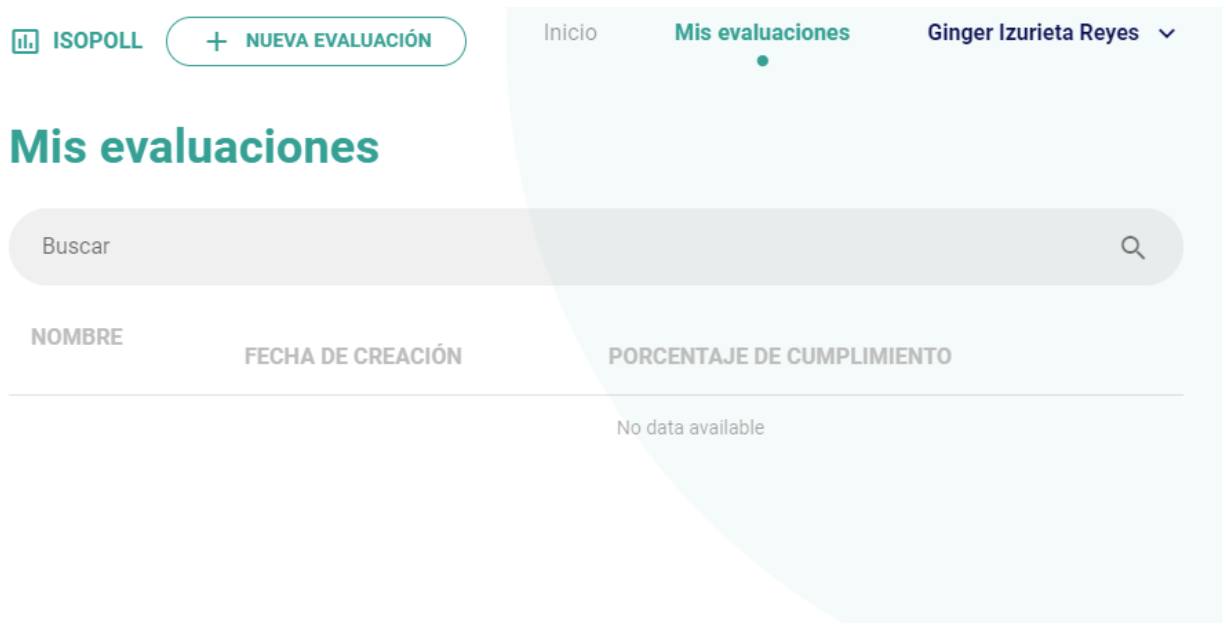 ISOPOLL
NUEVA EVALUACIÓN
Inicio
Mis evaluaciones
Ginger Izurieta Reyes
Mis evaluaciones
Buscar
NOMBRE
FECHA DE CREACIÓN
PORCENTAJE DE CUMPLIMIENTO
No data available